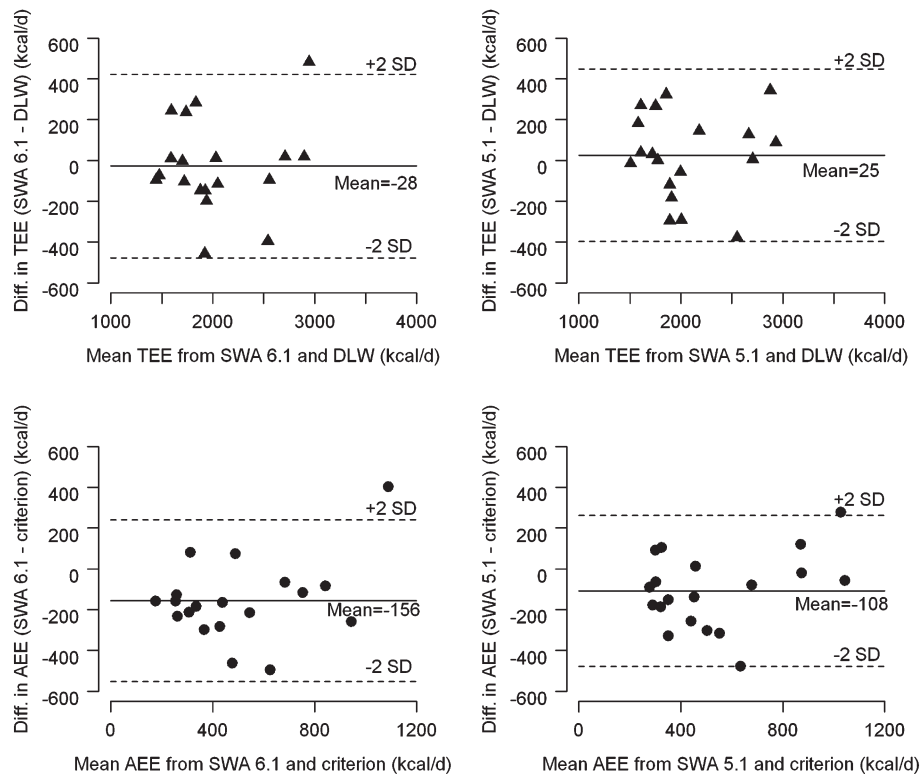 Diff. in TEE (SWA 6.1 - DLW) (kcal/d)
600
400
200
0
-200
-400
-600
+2 SD
Mean=-28
-2 SD
1000 2000 3000 4000
Mean TEE from SWA 6.1 and DLW (kcal/d)
Diff. in TEE (SWA 5.1 - DLW) (kcal/d)
600
400
200
0
-200
-400
-600
+2 SD
Mean=25
-2 SD
1000 2000 3000 4000
Mean TEE from SWA 5.1 and DLW (kcal/d)
Diff. in AEE (SWA 6.1 - criterion) (kcal/d)
600
400
200
0
-200
-400
-600
+2 SD
Mean=-156
-2 SD
0 400 800 1200
Mean AEE from SWA 6.1 and criterion (kcal/d)
Diff. in AEE (SWA 5.1 - criterion) (kcal/d)
600
400
200
0
-200
-400
-600
+2 SD
Mean=-108
-2 SD
0 400 800 1200
Mean AEE from SWA 5.1 and criterion (kcal/d)